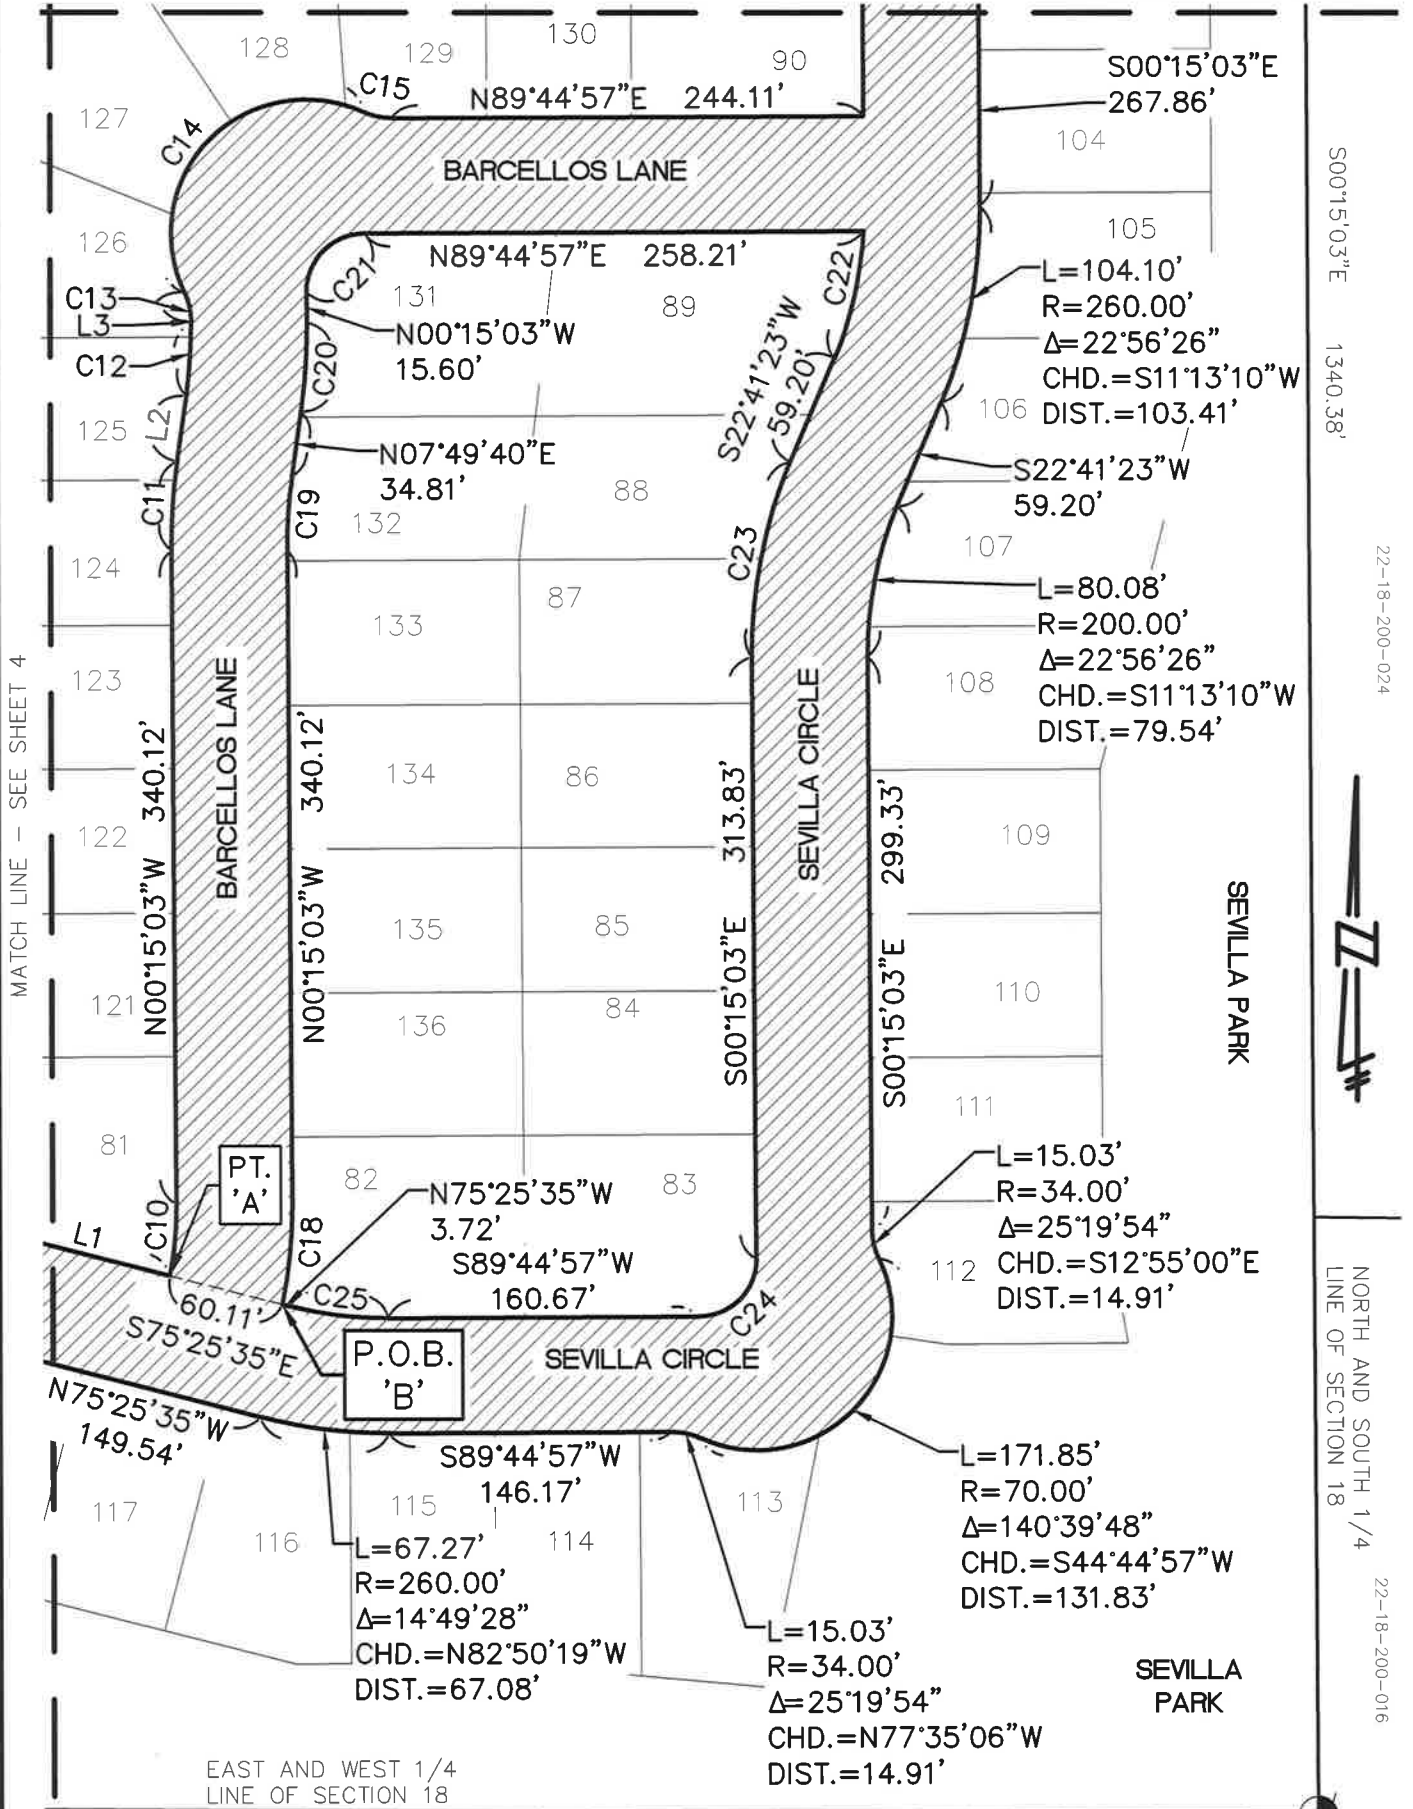 128
129
130
90
127
C15
C14
N89°44'57"E 244.11'
S00°15'03"E
267.86'
BARCELLOS LANE
104
126
105
N89°44'57"E 258.21'
C21
131
89
C22
C13
L3
C12
N00°15'03"W
15.60'
C20
L=104.10'
R=260.00'
Δ=22°56'26"
CHD.=S11°13'10"W
DIST.=103.41'
S00°15'03"E 1340.38'
S22°41'23"W
59.20'
106
125
L2
N07°49'40"E
34.81'
S22°41'23"W
59.20'
C11
C19
132
88
C23
107
124
22-18-200-024
133
87
L=80.08'
R=200.00'
Δ=22°56'26"
CHD.=S11°13'10"W
DIST.=79.54'
123
108
MATCH LINE - SEE SHEET 4
BARCELLOS LANE
SEVILLA CIRCLE
N00°15'03"W 340.12'
N00°15'03"W 340.12'
S00°15'03"E 313.83'
S00°15'03"E 299.33'
134
86
122
109
135
85
SEVILLA PARK
121
136
84
110
111
81
PT.
'A'
82
N75°25'35"W
3.72'
83
L=15.03'
R=34.00'
Δ=25°19'54"
CHD.=S12°55'00"E
DIST.=14.91'
L1
C10
C18
S89°44'57"W
160.67'
112
C25
C24
60.11'
S75°25'35"E
P.O.B.
'B'
SEVILLA CIRCLE
NORTH AND SOUTH 1/4
LINE OF SECTION 18
N75°25'35"W
149.54'
S89°44'57"W
146.17'
L=171.85'
R=70.00'
Δ=140°39'48"
CHD.=S44°44'57"W
DIST.=131.83'
117
116
115
114
113
L=67.27'
R=260.00'
Δ=14°49'28"
CHD.=N82°50'19"W
DIST.=67.08'
22-18-200-016
L=15.03'
R=34.00'
Δ=25°19'54"
CHD.=N77°35'06"W
DIST.=14.91'
SEVILLA
PARK
EAST AND WEST 1/4
LINE OF SECTION 18